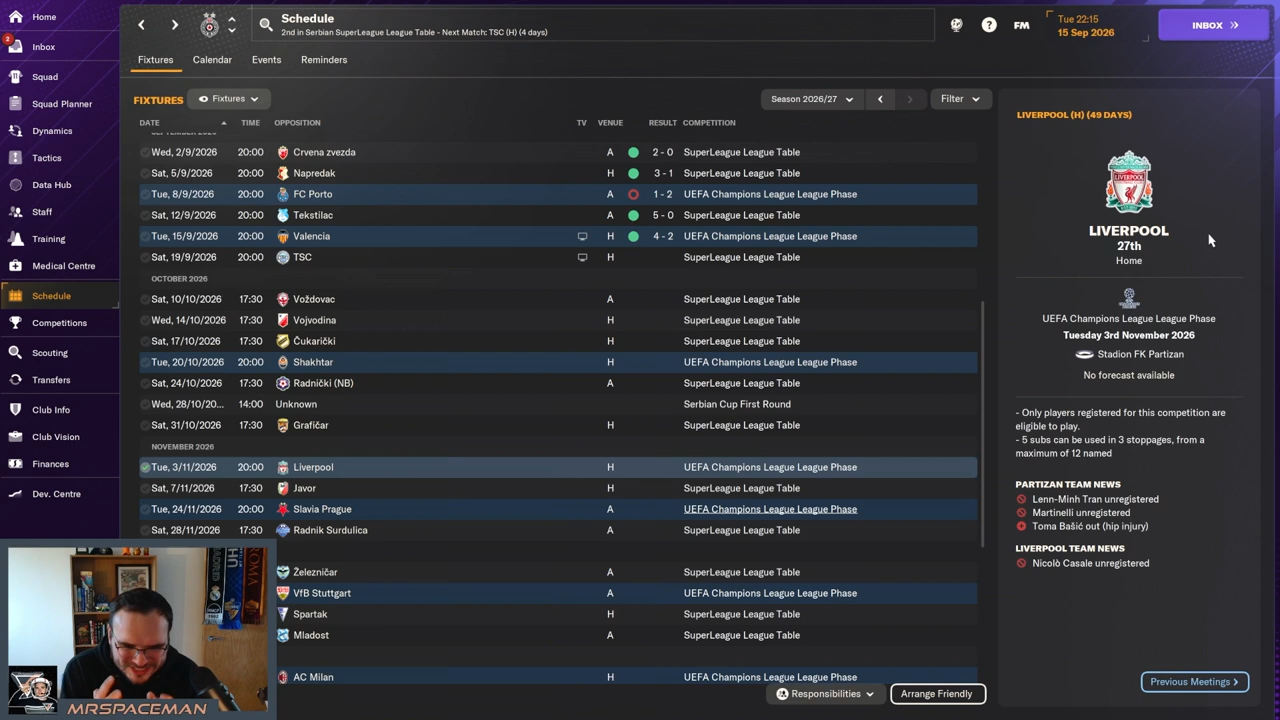 Home
2
Inbox
Squad
Squad Planner
Dynamics
Tactics
Data Hub
Staff
Training
Medical Centre
Schedule
Competitions
Scouting
Transfers
Club Info
Club Vision
Finances
Dev. Centre
Schedule
2nd in Serbian SuperLeague League Table - Next Match: TSC (H) (4 days)
?
FM
Tue 22:15
15 Sep 2026
INBOX
Fixtures Calendar Events Reminders
FIXTURES Fixtures Season 2026/27 Filter
DATE TIME OPPOSITION TV VENUE RESULT COMPETITION
SEPTEMBER 2026
Wed, 2/9/2026 20:00 Crvena zvezda A 2 - 0 SuperLeague League Table
Sat, 5/9/2026 20:00 Napredak H 3 - 1 SuperLeague League Table
Tue, 8/9/2026 20:00 FC Porto A 1 - 2 UEFA Champions League League Phase
Sat, 12/9/2026 20:00 Tekstilac A 5 - 0 SuperLeague League Table
Tue, 15/9/2026 20:00 Valencia H 4 - 2 UEFA Champions League League Phase
Sat, 19/9/2026 20:00 TSC H SuperLeague League Table
OCTOBER 2026
Sat, 10/10/2026 17:30 Voždovac A SuperLeague League Table
Wed, 14/10/2026 17:30 Vojvodina H SuperLeague League Table
Sat, 17/10/2026 17:30 Čukarički H SuperLeague League Table
Tue, 20/10/2026 20:00 Shakhtar H UEFA Champions League League Phase
Sat, 24/10/2026 17:30 Radnički (NB) A SuperLeague League Table
Wed, 28/10/20... 14:00 Unknown Serbian Cup First Round
Sat, 31/10/2026 17:30 Grafičar H SuperLeague League Table
NOVEMBER 2026
Tue, 3/11/2026 20:00 Liverpool H UEFA Champions League League Phase
Sat, 7/11/2026 17:30 Javor H SuperLeague League Table
Tue, 24/11/2026 20:00 Slavia Prague A UEFA Champions League League Phase
Sat, 28/11/2026 17:30 Radnik Surdulica A SuperLeague League Table
Železničar A SuperLeague League Table
VfB Stuttgart A UEFA Champions League League Phase
Spartak H SuperLeague League Table
Mladost A SuperLeague League Table
AC Milan H UEFA Champions League League Phase
Responsibilities Arrange Friendly
LIVERPOOL (H) (49 DAYS)
LIVERPOOL
27th
Home
UEFA Champions League League Phase
Tuesday 3rd November 2026
Stadion FK Partizan
No forecast available
- Only players registered for this competition are
eligible to play.
- 5 subs can be used in 3 stoppages, from a
maximum of 12 named
PARTIZAN TEAM NEWS
Lenn-Minh Tran unregistered
Martinelli unregistered
Toma Bašić out (hip injury)
LIVERPOOL TEAM NEWS
Nicolò Casale unregistered
Previous Meetings
ROMA
MRSPACEMAN